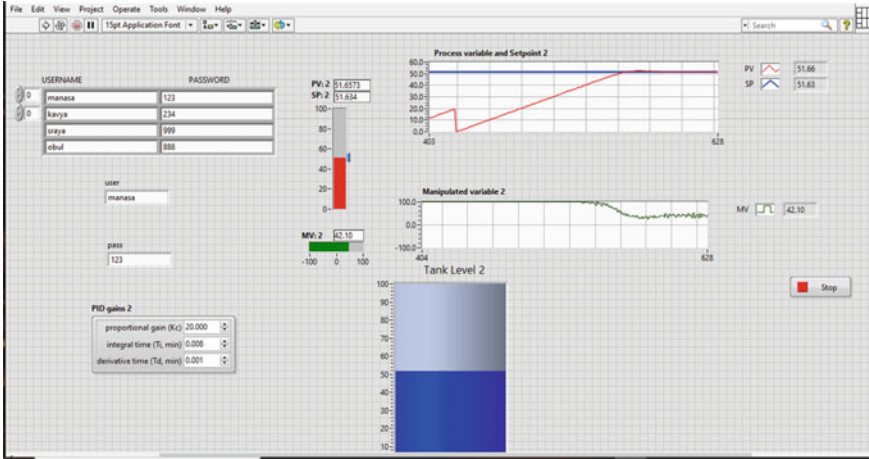 File Edit View Project Operate Tools Window Help
15pt Application Font
Search
USERNAME PASSWORD
0 manasa 123
0 kavya 234
sraya 999
obul 888
user
manasa
pass
123
PID gains 2
proportional gain (Kc) 20.000
integral time (Ti, min) 0.008
derivative time (Td, min) 0.001
PV: 2 51.6573
SP: 2 51.634
100
80
60
40
20
0
MV: 2 42.10
-100 0 100
Process variable and Setpoint 2
60.0
50.0
40.0
30.0
20.0
10.0
0.0
403 628
PV 51.66
SP 51.63
Manipulated variable 2
100.0
0.0
-100.0
404 628
MV 42.10
Tank Level 2
100
90
80
70
60
50
40
30
20
10
Stop